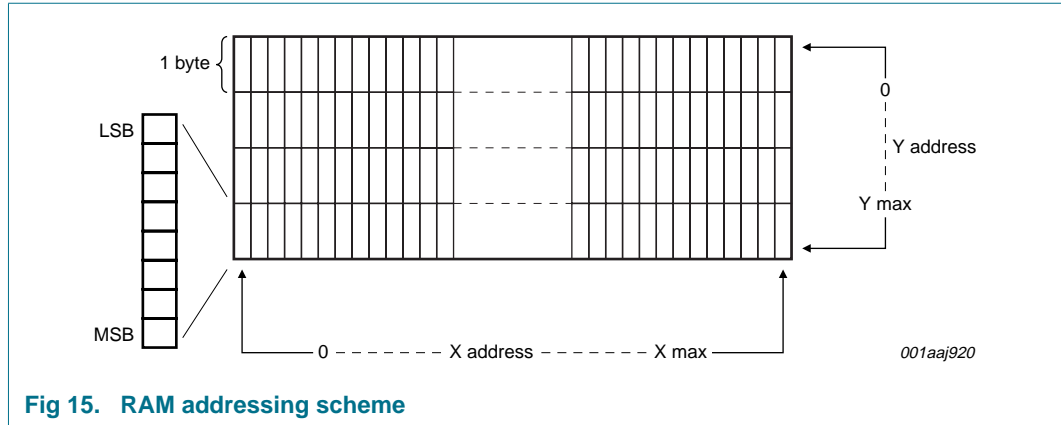 1 byte
LSB
MSB
0
Y address
Y max
0 X address X max
001aaj920
Fig 15. RAM addressing scheme